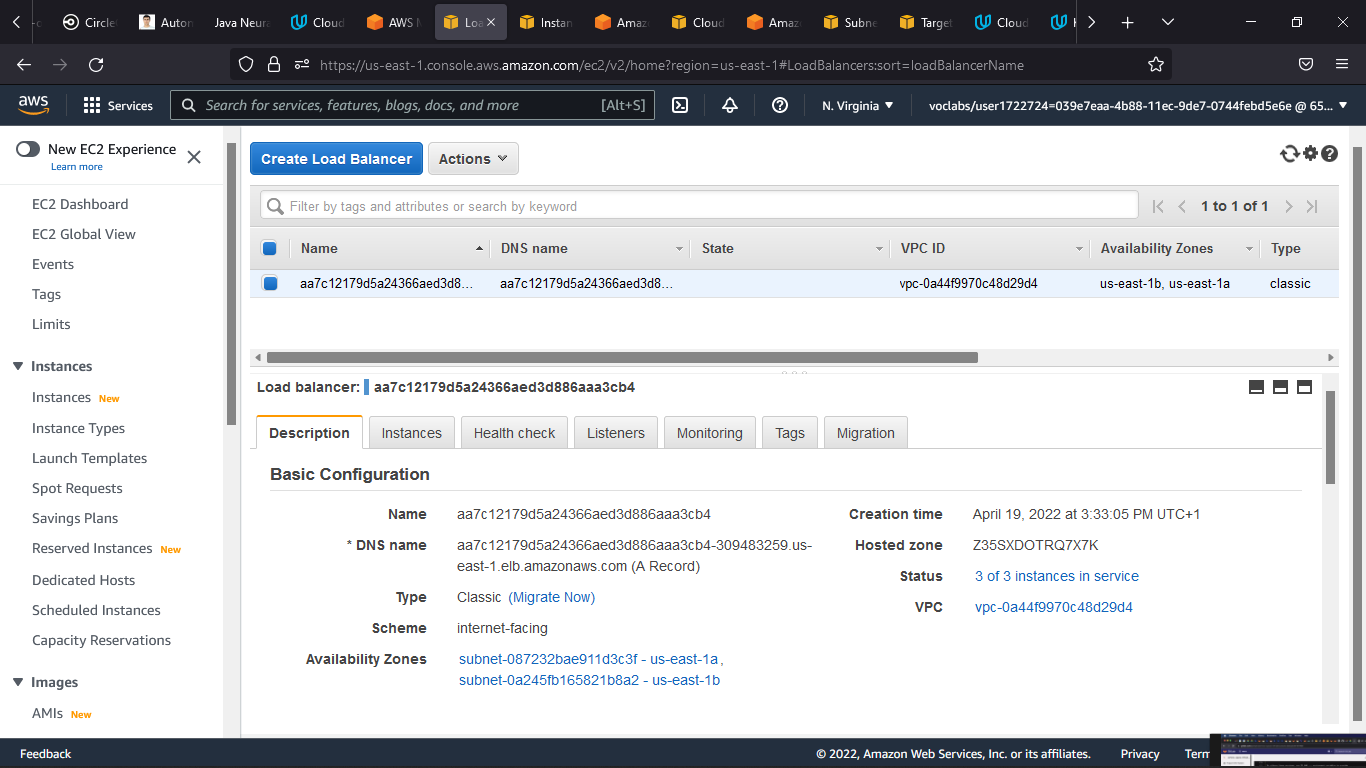 Circle
Auton
Java Neura
Cloud
AWS M
Loa
Instan
Amaz
Cloud
Amaz
Subne
Target
Cloud
https://us-east-1.console.aws.amazon.com/ec2/v2/home?region=us-east-1#LoadBalancers:sort=loadBalancerName
aws
Services
Search for services, features, blogs, docs, and more
[Alt+S]
N. Virginia
voclabs/user1722724=039e7eaa-4b88-11ec-9de7-0744febd5e6e @ 65...
New EC2 Experience
Learn more
EC2 Dashboard
EC2 Global View
Events
Tags
Limits
Instances
Instances New
Instance Types
Launch Templates
Spot Requests
Savings Plans
Reserved Instances New
Dedicated Hosts
Scheduled Instances
Capacity Reservations
Images
AMIs New
Create Load Balancer
Actions
Filter by tags and attributes or search by keyword
1 to 1 of 1
Name DNS name State VPC ID Availability Zones Type
aa7c12179d5a24366aed3d8... aa7c12179d5a24366aed3d8... vpc-0a44f9970c48d29d4 us-east-1b, us-east-1a classic
Load balancer: aa7c12179d5a24366aed3d886aaa3cb4
Description Instances Health check Listeners Monitoring Tags Migration
Basic Configuration
Name aa7c12179d5a24366aed3d886aaa3cb4
* DNS name aa7c12179d5a24366aed3d886aaa3cb4-309483259.us-
east-1.elb.amazonaws.com (A Record)
Type Classic (Migrate Now)
Scheme internet-facing
Availability Zones subnet-087232bae911d3c3f - us-east-1a,
subnet-0a245fb165821b8a2 - us-east-1b
Creation time April 19, 2022 at 3:33:05 PM UTC+1
Hosted zone Z35SXDOTRQ7X7K
Status 3 of 3 instances in service
VPC vpc-0a44f9970c48d29d4
Feedback
© 2022, Amazon Web Services, Inc. or its affiliates.
Privacy
Term